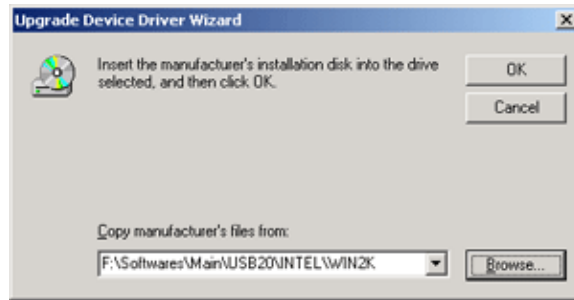 Upgrade Device Driver Wizard
Insert the manufacturer's installation disk into the drive
selected, and then click OK.
OK
Cancel
Copy manufacturer's files from:
F:\Softwares\Main\USB20\INTEL\WIN2K
Browse...